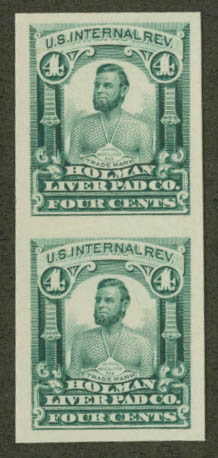 U.S. INTERNAL REV.
4 4
TRADE MARK
HOLMAN
LIVER PAD CO.
FOUR CENTS
U.S. INTERNAL REV.
4 4
TRADE MARK
HOLMAN
LIVER PAD CO.
FOUR CENTS